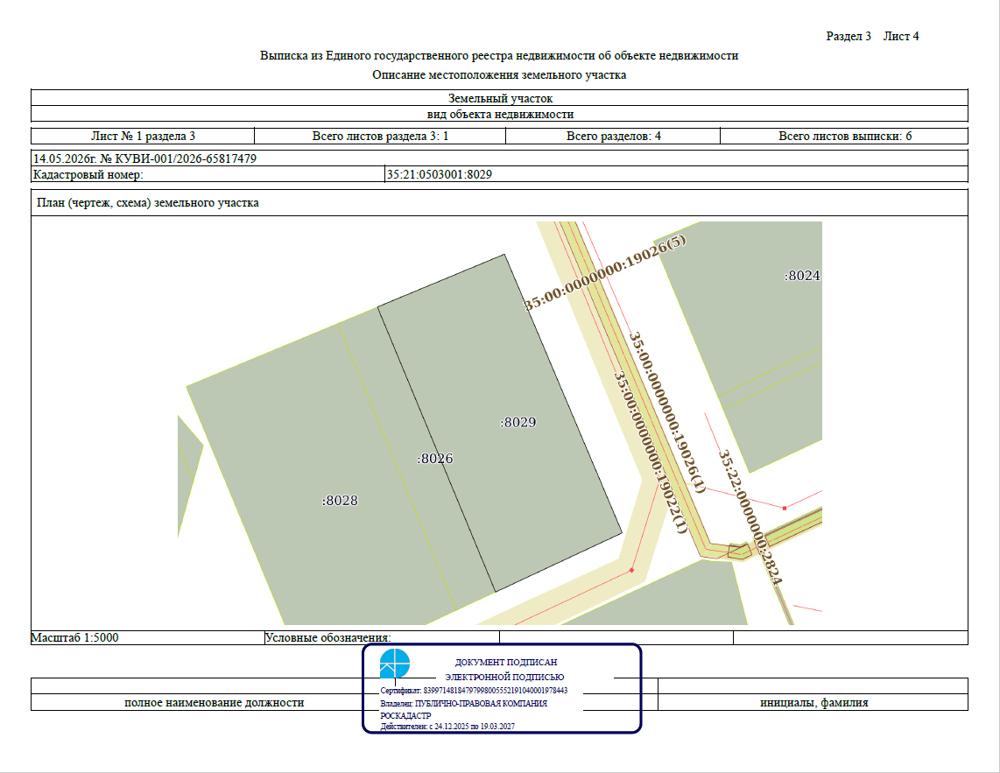 Раздел 3 Лист 4
Выписка из Единого государственного реестра недвижимости об объекте недвижимости
Описание местоположения земельного участка
Земельный участок
вид объекта недвижимости
Лист № 1 раздела 3 Всего листов раздела 3: 1 Всего разделов: 4 Всего листов выписки: 6
14.05.2026г. № КУВИ-001/2026-65817479
Кадастровый номер: 35:21:0503001:8029
План (чертеж, схема) земельного участка
35:00:0000000:19026(5)
:8024
35:00:0000000:19026(1)
35:00:0000000:19022(1)
:8029
:8026
35:22:0000000:2824
:8028
Масштаб 1:5000 Условные обозначения:
ДОКУМЕНТ ПОДПИСАН
ЭЛЕКТРОННОЙ ПОДПИСЬЮ
Сертификат: 83997148184797998005552191040001978443
Владелец: ПУБЛИЧНО-ПРАВОВАЯ КОМПАНИЯ
РОСКАДАСТР
Действителен: с 24.12.2025 по 19.03.2027
полное наименование должности инициалы, фамилия